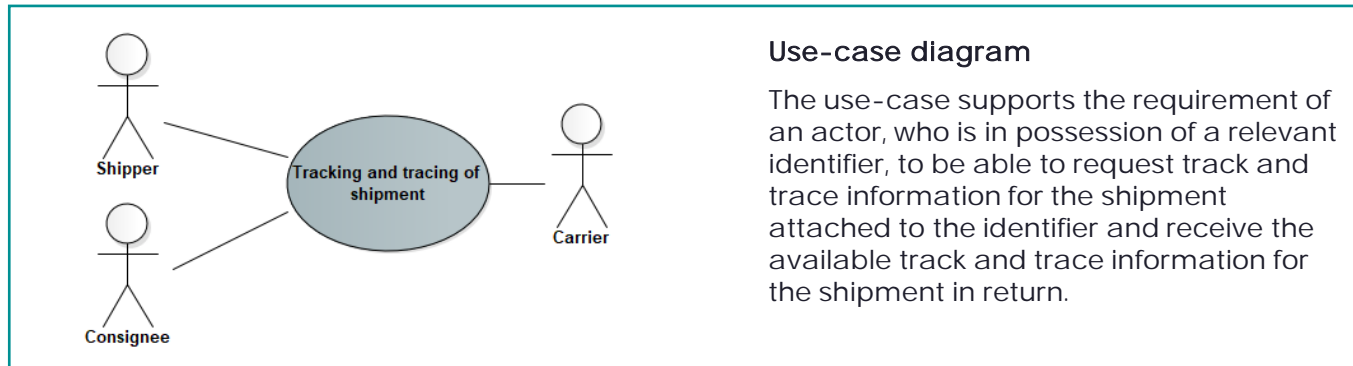 Shipper
Consignee
Tracking and tracing of
shipment
Carrier
Use-case diagram
The use-case supports the requirement of
an actor, who is in possession of a relevant
identifier, to be able to request track and
trace information for the shipment
attached to the identifier and receive the
available track and trace information for
the shipment in return.